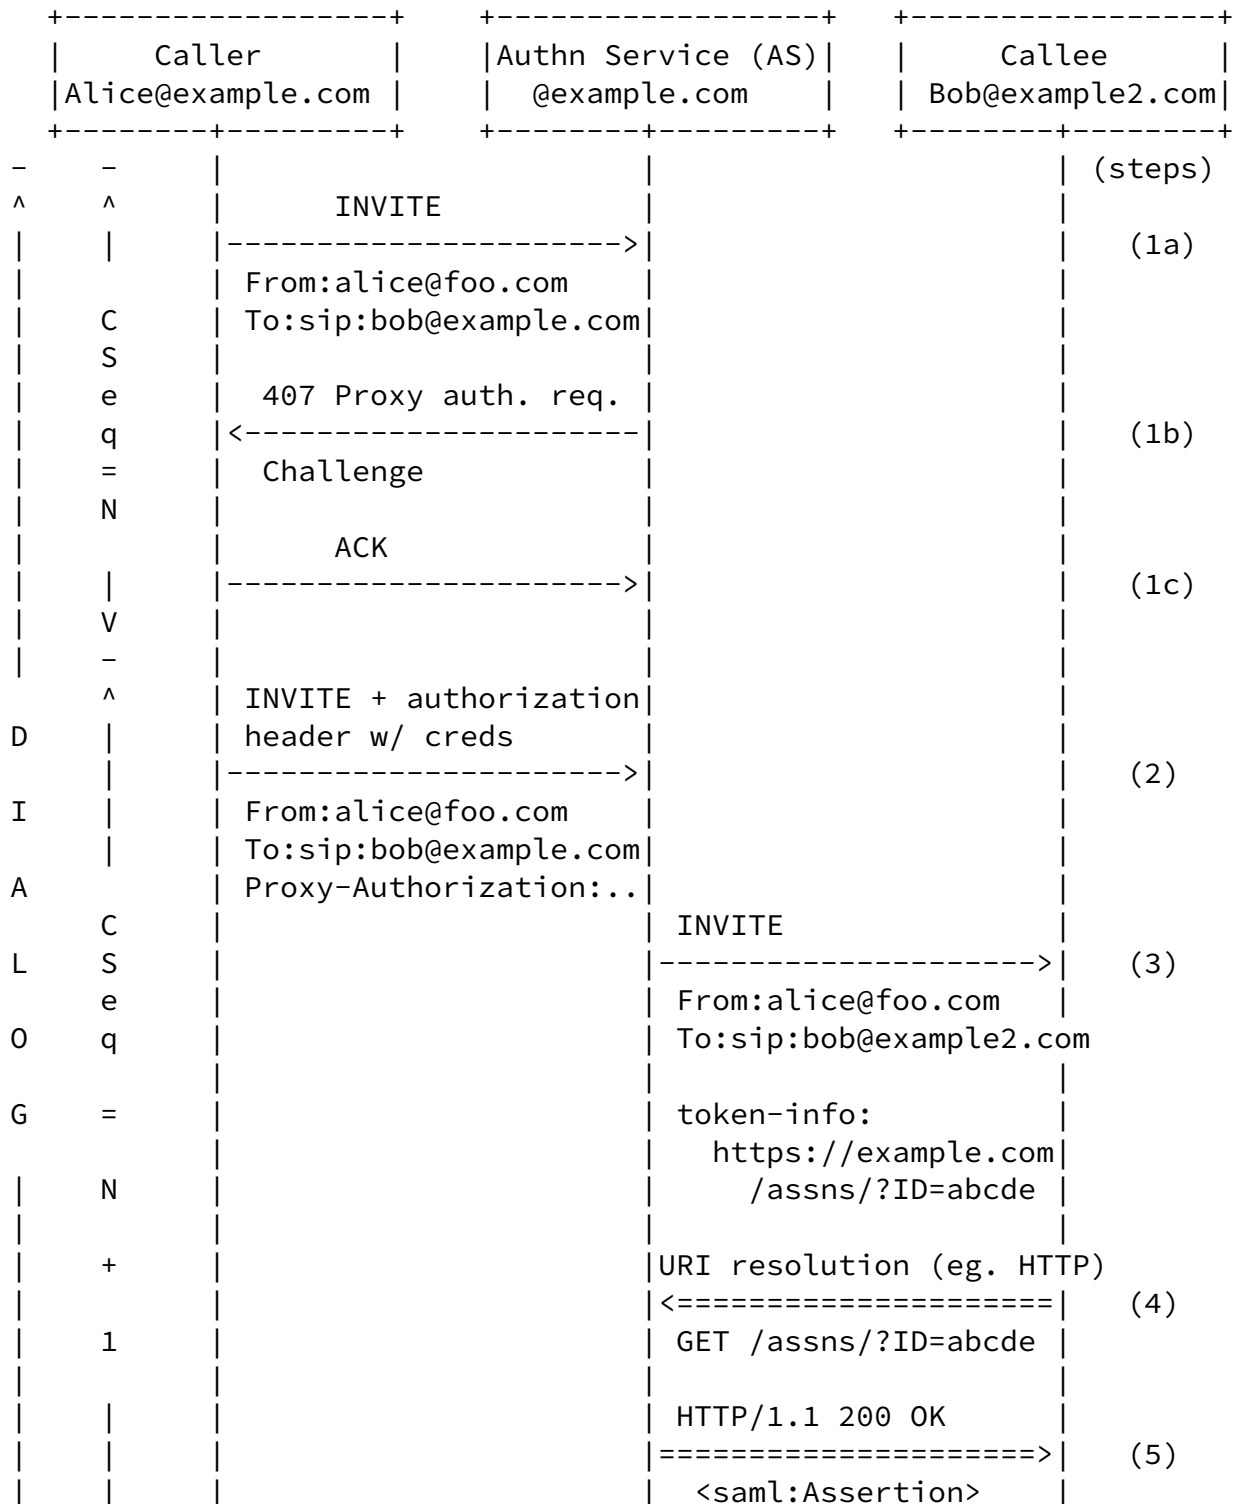 +------------------+    +------------------+   +-----------------+
|     Caller       |    |Authn Service (AS)|   |     Callee      |
|Alice@example.com |    |  @example.com    |   | Bob@example2.com|
+--------+---------+    +--------+---------+   +--------+--------+
-    -     |                       |                      | (steps)
^    ^     |      INVITE           |                      |
|    |     |---------------------->|                      |   (1a)
|          | From:alice@foo.com    |                      |
|    C     | To:sip:bob@example.com|                      |
|    S     |                       |                      |
|    e     |  407 Proxy auth. req. |                      |
|    q     |<----------------------|                      |   (1b)
|    =     |  Challenge            |                      |
|    N     |                       |                      |
|          |      ACK              |                      |
|    |     |---------------------->|                      |   (1c)
|    V     |                       |                      |
|    -     |                       |                      |
     ^     | INVITE + authorization|                      |
D    |     | header w/ creds       |                      |
     |     |---------------------->|                      |   (2)
I    |     | From:alice@foo.com    |                      |
     |     | To:sip:bob@example.com|                      |
A          | Proxy-Authorization:..|                      |
     C     |                       | INVITE               |
L    S     |                       |--------------------->|   (3)
     e     |                       | From:alice@foo.com   |
O    q     |                       | To:sip:bob@example2.com
           |                       |                      |
G    =     |                       | token-info:          |
           |                       |   https://example.com|
|    N     |                       |     /assns/?ID=abcde |
|          |                       |                      |
|    +     |                       |URI resolution (eg. HTTP)
|          |                       |<=====================|   (4)
|    1     |                       | GET /assns/?ID=abcde |
|          |                       |                      |
|    |     |                       | HTTP/1.1 200 OK      |
|    |     |                       |=====================>|   (5)
|    |     |                       |  <saml:Assertion>    |